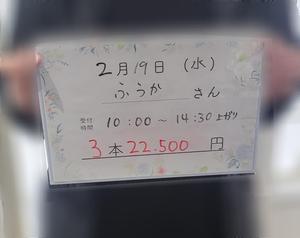 2月19日 (水)
ふうか さん
受付時間 10:00～14:30 上がり
3本 22.500 円